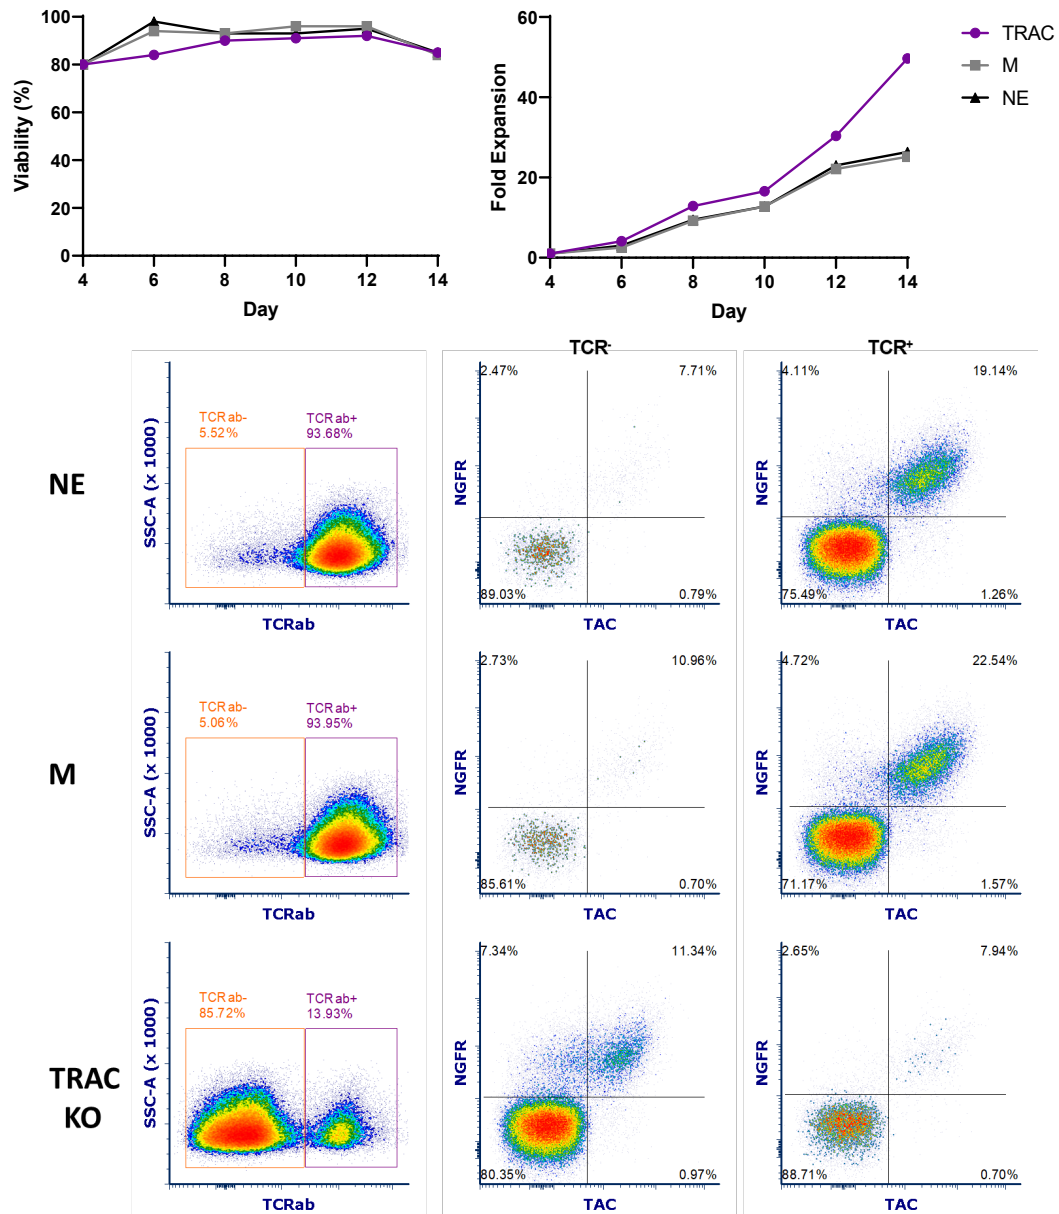 100
80
60
40
20
0
Viability (%)
4 6 8 10 12 14
Day
60
40
20
0
Fold Expansion
4 6 8 10 12 14
Day
TRAC
M
NE
TCR-
TCR+
NE
TCRab-
5.52%
TCRab+
93.68%
SSC-A (x 1000)
TCRab
2.47% 7.71%
NGFR
89.03% 0.79%
TAC
4.11% 19.14%
NGFR
75.49% 1.26%
TAC
M
TCRab-
5.06%
TCRab+
93.95%
SSC-A (x 1000)
TCRab
2.73% 10.96%
NGFR
85.61% 0.70%
TAC
4.72% 22.54%
NGFR
71.17% 1.57%
TAC
TRAC
KO
TCRab-
85.72%
TCRab+
13.93%
SSC-A (x 1000)
TCRab
7.34% 11.34%
NGFR
80.35% 0.97%
TAC
2.65% 7.94%
NGFR
88.71% 0.70%
TAC